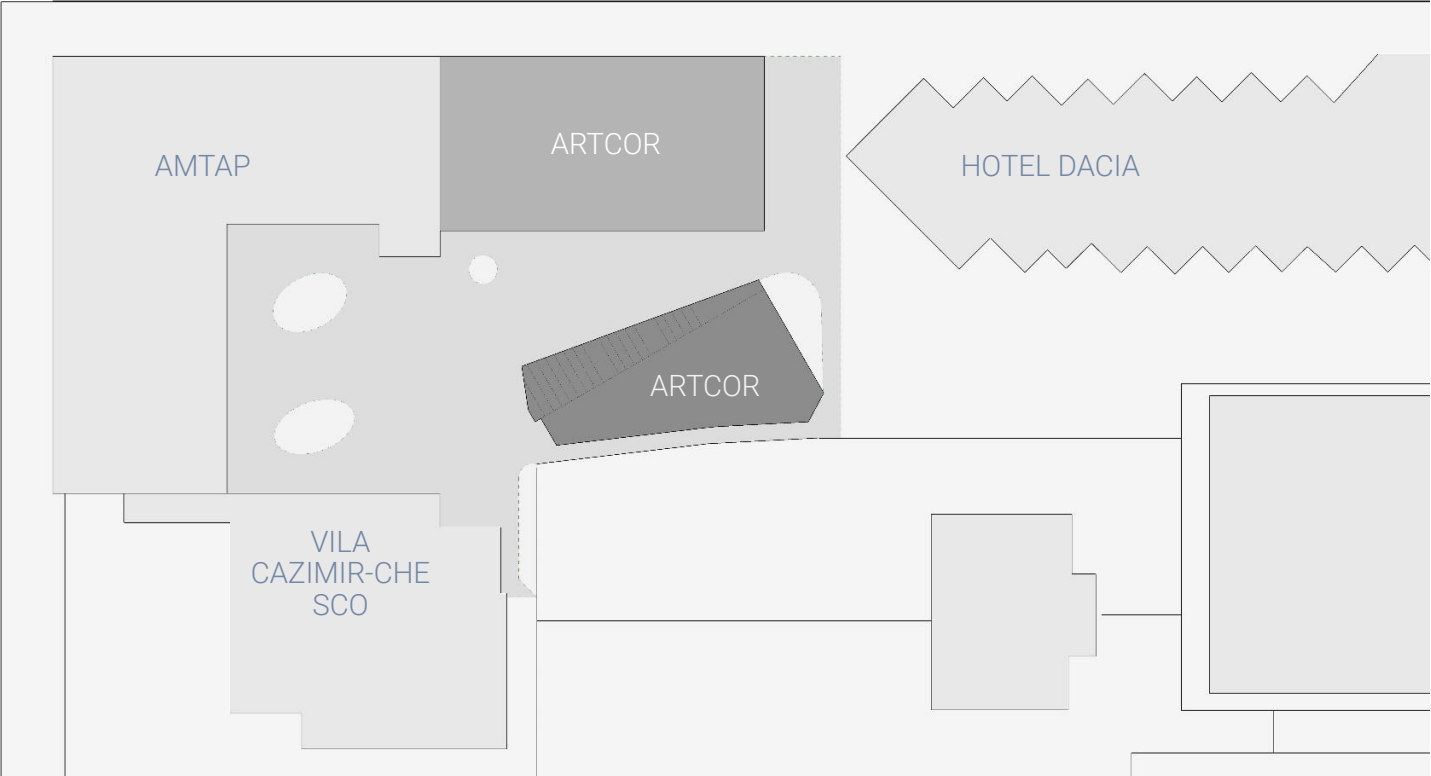 AMTAP
ARTCOR
HOTEL DACIA
ARTCOR
VILA
CAZIMIR-CHE
SCO